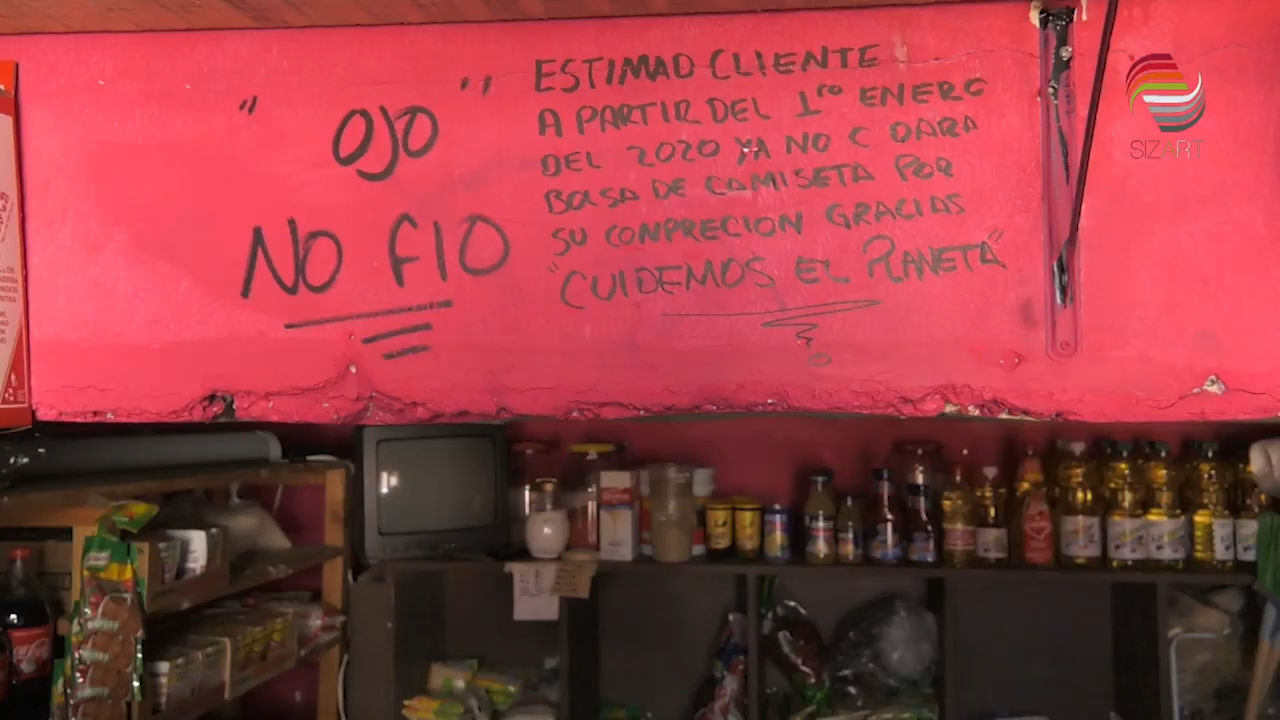 " OJO "
NO FIO
ESTIMAD CLIENTE
A PARTIR DEL 1ro ENERO
DEL 2020 YA NO C DARA
BOLSA DE CAMISETA POR
SU CONPRECION GRACIAS
"CUIDEMOS EL PLANETA"
SIZART
Knorr